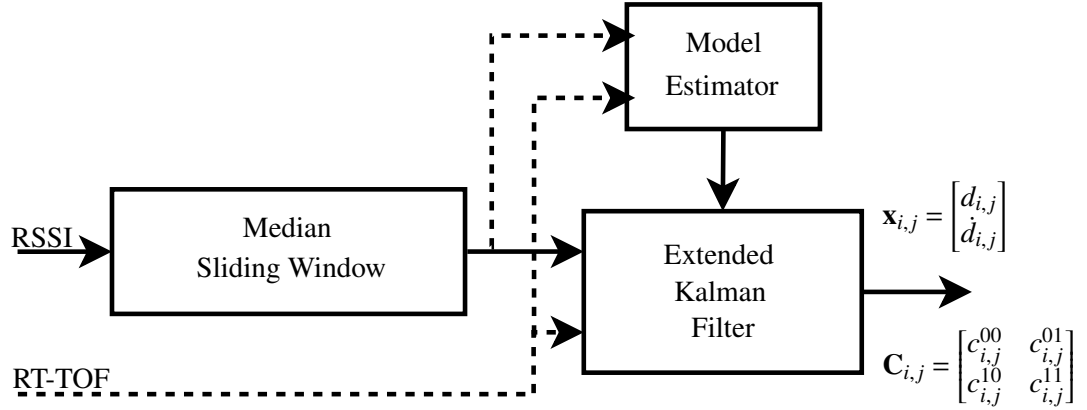 Model
Estimator
RSSI
Median
Sliding Window
Extended
Kalman
Filter
RT-TOF
𝐱_{i,j} = [d_{i,j}; ḋ_{i,j}]
𝐂_{i,j} = [c^{00}_{i,j} c^{01}_{i,j}; c^{10}_{i,j} c^{11}_{i,j}]